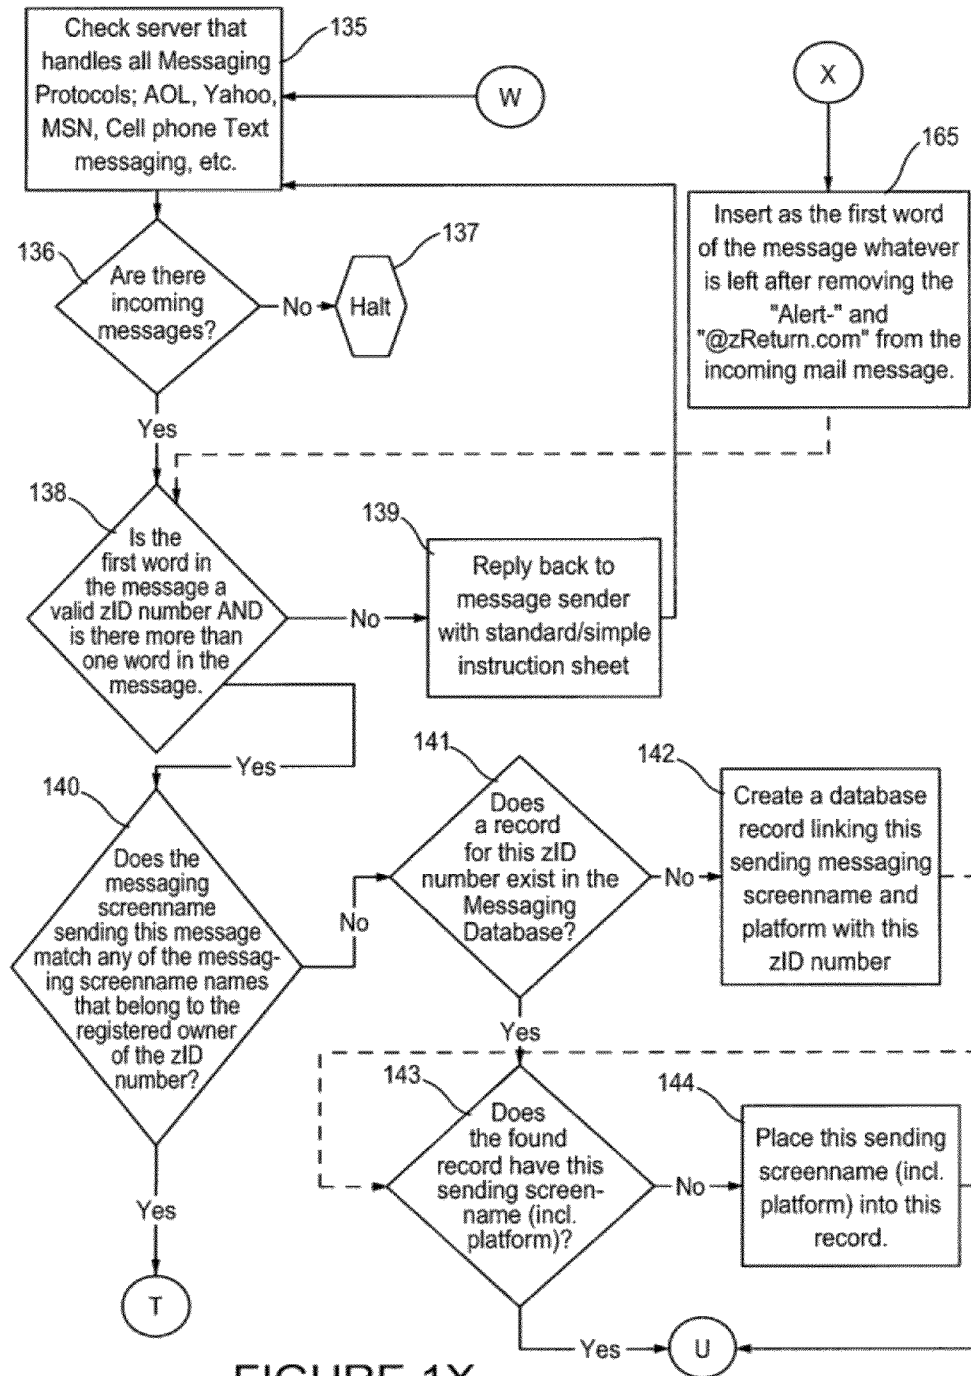 Check server that
handles all Messaging
Protocols; AOL, Yahoo,
MSN, Cell phone Text
messaging, etc.
135
W
X
165
Insert as the first word
of the message whatever
is left after removing the
"Alert-" and
"@zReturn.com" from the
incoming mail message.
136
Are there
incoming
messages?
No
137
Halt
Yes
138
Is the
first word in
the message a
valid zID number AND
is there more than
one word in the
message.
No
139
Reply back to
message sender
with standard/simple
instruction sheet
Yes
140
Does the
messaging
screenname
sending this message
match any of the messag-
ing screenname names
that belong to the
registered owner
of the zID
number?
No
141
Does
a record
for this zID
number exist in the
Messaging
Database?
No
142
Create a database
record linking this
sending messaging
screenname and
platform with this
zID number
Yes
143
Does
the found
record have this
sending screen-
name (incl.
platform)?
No
144
Place this sending
screenname (incl.
platform) into this
record.
Yes
T
Yes
U
FIGURE 1X